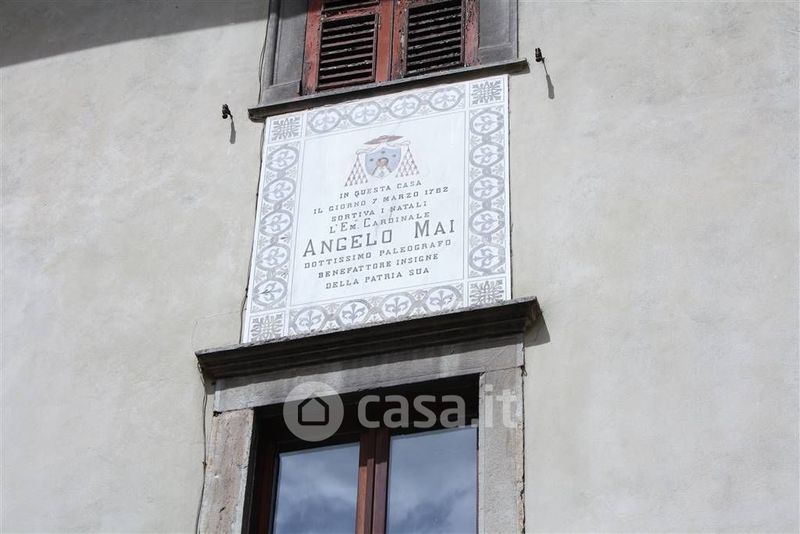 IN QUESTA CASA
IL GIORNO 7 MARZO 1782
SORTIVA I NATALI
L'EM. CARDINALE
ANGELO MAI
DOTTISSIMO PALEOGRAFO
BENEFATTORE INSIGNE
DELLA PATRIA SUA
casa.it